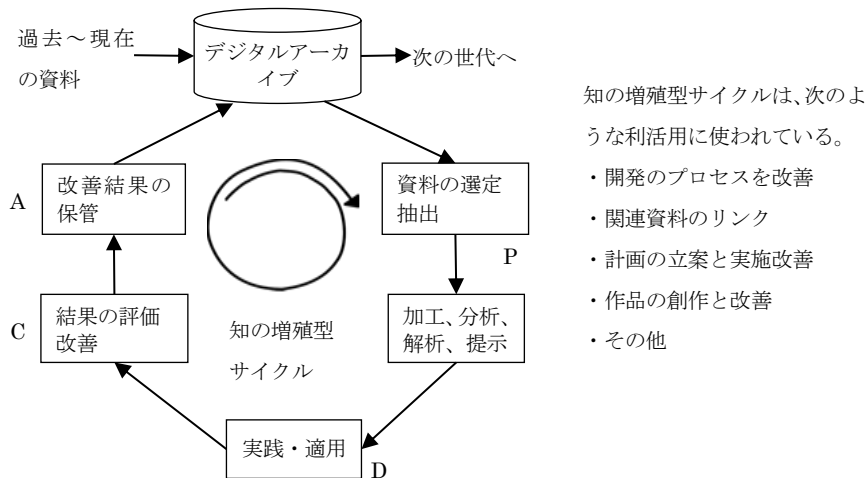 過去～現在
の資料
デジタルアーカ
イブ
次の世代へ
A
改善結果の
保管
資料の選定
抽出
P
C
結果の評価
改善
知の増殖型
サイクル
加工、分析、
解析、提示
実践・適用
D
知の増殖型サイクルは、次のよ
うな利活用に使われている。
・開発のプロセスを改善
・関連資料のリンク
・計画の立案と実施改善
・作品の創作と改善
・その他